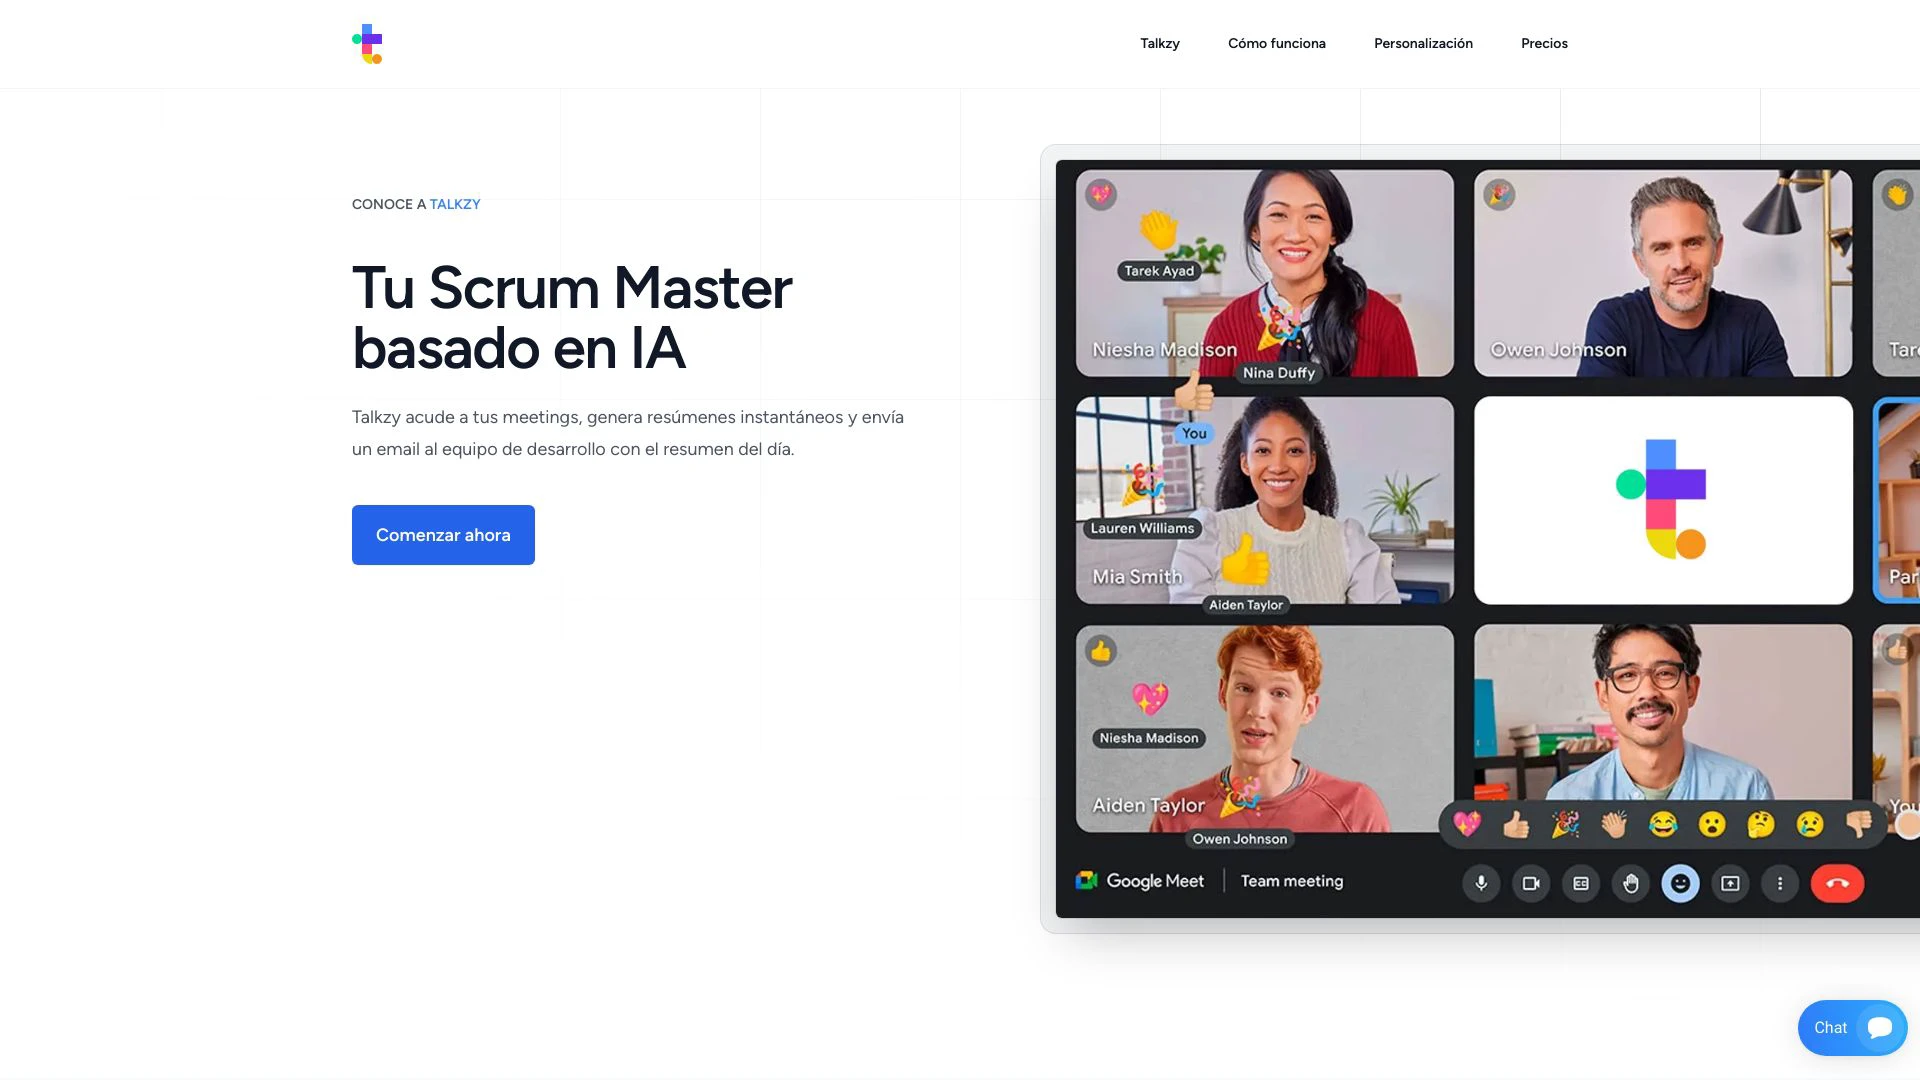 Talkzy
Cómo funciona
Personalización
Precios
CONOCE A TALKZY
Tu Scrum Master
basado en IA
Talkzy acude a tus meetings, genera resúmenes instantáneos y envía
un email al equipo de desarrollo con el resumen del día.
Comenzar ahora
Tarek Ayad
Niesha Madison
Nina Duffy
Owen Johnson
Tar
You
Lauren Williams
Mia Smith
Aiden Taylor
Par
Niesha Madison
Aiden Taylor
Owen Johnson
You
Google Meet
Team meeting
CC
Chat